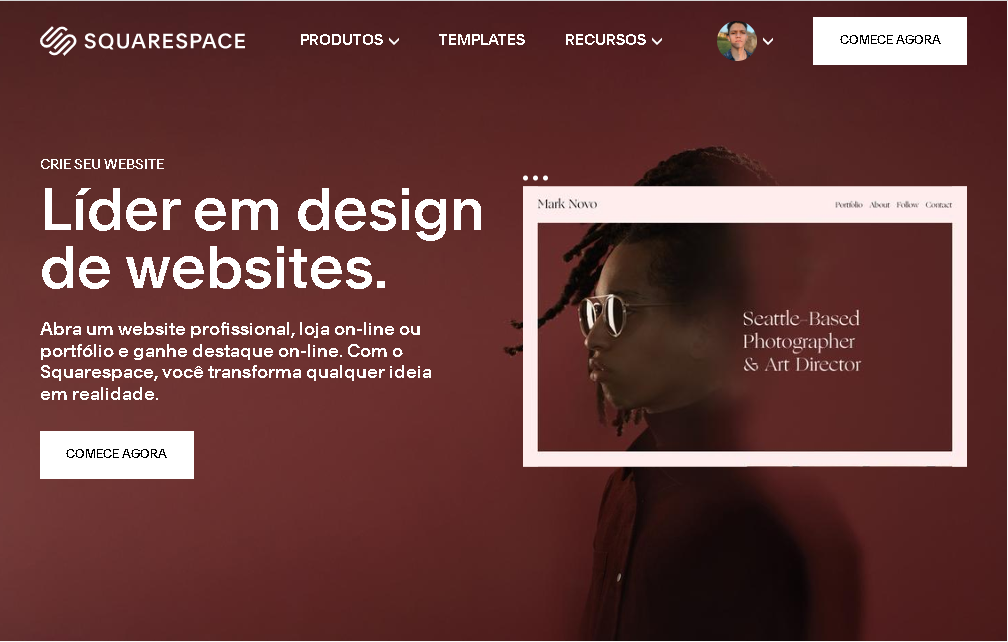 SQUARESPACE
PRODUTOS
TEMPLATES
RECURSOS
COMECE AGORA
CRIE SEU WEBSITE
Líder em design
de websites.
Abra um website profissional, loja on-line ou
portfólio e ganhe destaque on-line. Com o
Squarespace, você transforma qualquer ideia
em realidade.
COMECE AGORA
Mark Novo
Portfolio About Follow Contact
Seattle-Based
Photographer
& Art Director